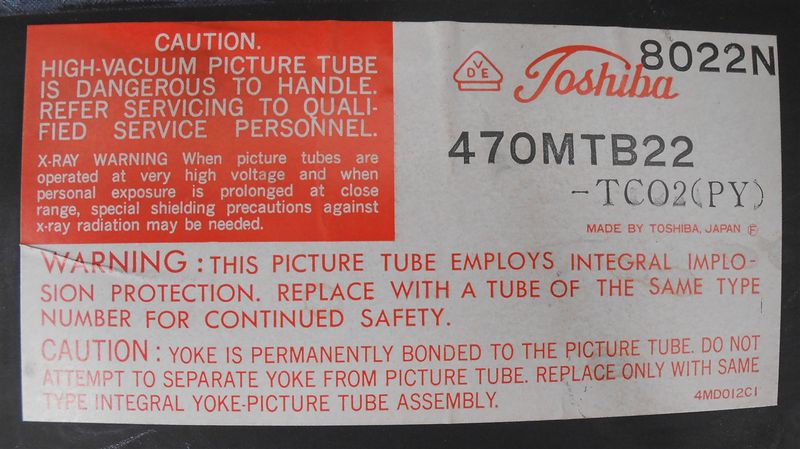 CAUTION.
HIGH-VACUUM PICTURE TUBE
IS DANGEROUS TO HANDLE.
REFER SERVICING TO QUALI-
FIED SERVICE PERSONNEL.
X-RAY WARNING When picture tubes are
operated at very high voltage and when
personal exposure is prolonged at close
range, special shielding precautions against
x-ray radiation may be needed.
VDE
Toshiba
8022N
470MTB22
-TC02(PY)
MADE BY TOSHIBA, JAPAN F
WARNING : THIS PICTURE TUBE EMPLOYS INTEGRAL IMPLO-
SION PROTECTION. REPLACE WITH A TUBE OF THE SAME TYPE
NUMBER FOR CONTINUED SAFETY.
CAUTION : YOKE IS PERMANENTLY BONDED TO THE PICTURE TUBE. DO NOT
ATTEMPT TO SEPARATE YOKE FROM PICTURE TUBE. REPLACE ONLY WITH SAME
TYPE INTEGRAL YOKE-PICTURE TUBE ASSEMBLY.
4MD012C1